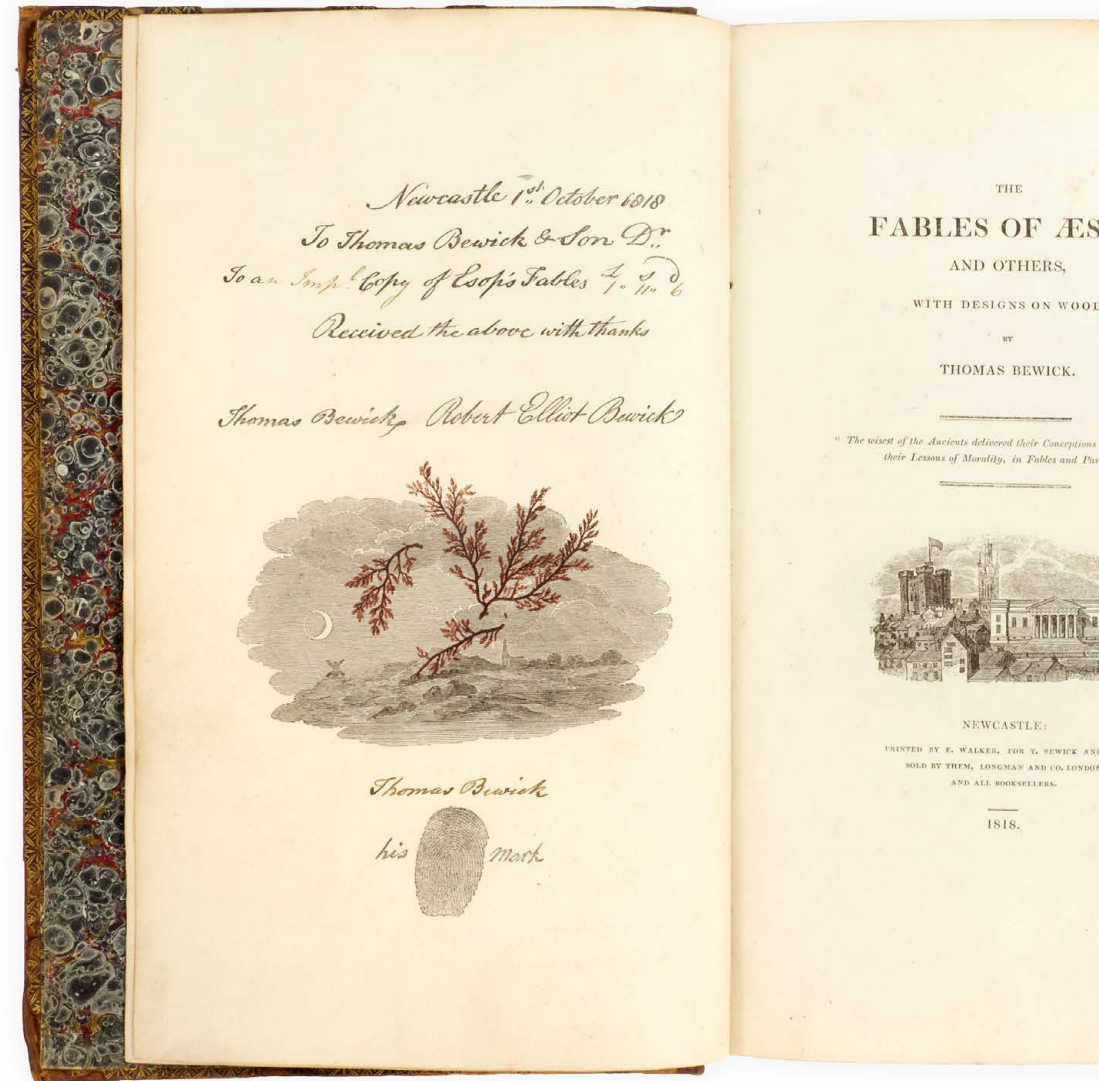 Newcastle 1st October 1818
To Thomas Bewick & Son Dr
To an Impl. Copy of Esop's Fables £1 „ s11 „ d6
Received the above with thanks
Thomas Bewick Robert Elliot Bewick
Thomas Bewick
his mark
THE
FABLES OF ÆS
AND OTHERS,
WITH DESIGNS ON WOOD
BY
THOMAS BEWICK.
" The wisest of the Ancients delivered their Conceptions
their Lessons of Morality, in Fables and Par
NEWCASTLE:
PRINTED BY E. WALKER, FOR T. BEWICK AN
SOLD BY THEM, LONGMAN AND CO. LONDON
AND ALL BOOKSELLERS.
1818.